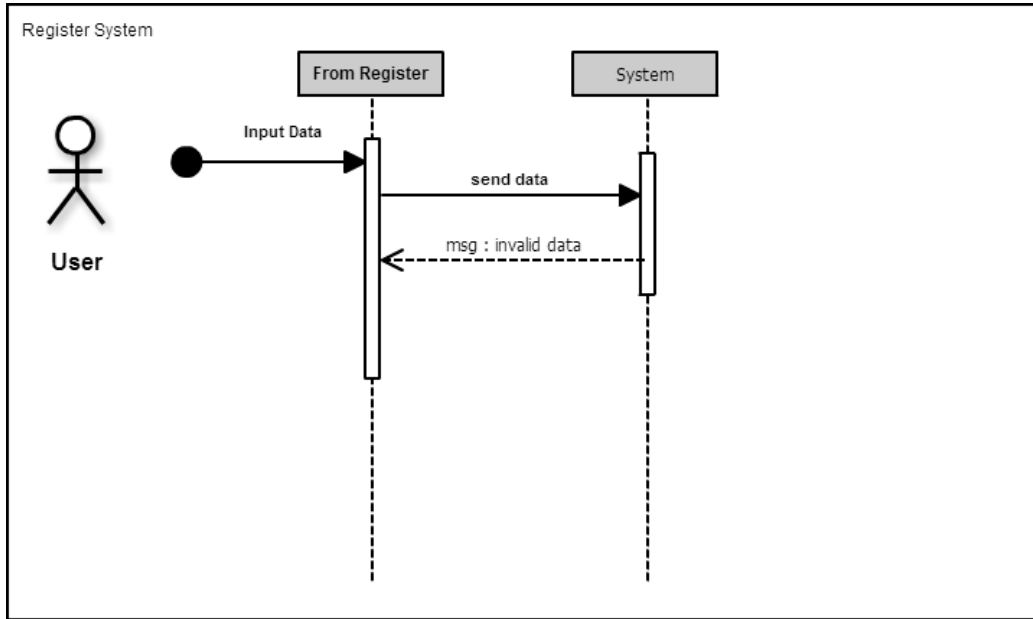 Register System
From Register
System
Input Data
send data
msg : invalid data
User